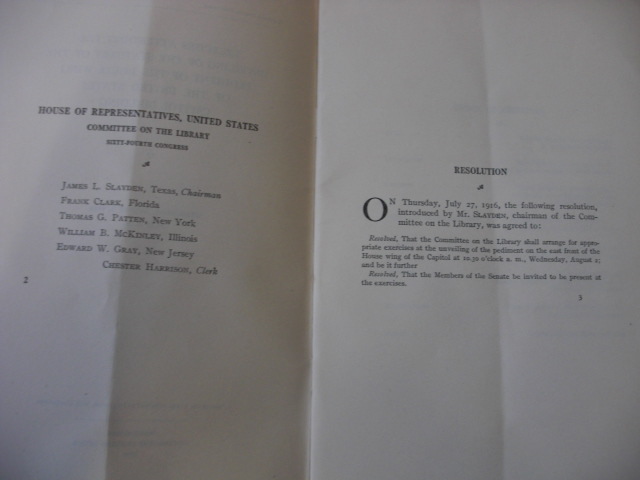 HOUSE OF REPRESENTATIVES, UNITED STATES
COMMITTEE ON THE LIBRARY
SIXTY-FOURTH CONGRESS
JAMES L. SLAYDEN, Texas, Chairman
FRANK CLARK, Florida
THOMAS G. PATTEN, New York
WILLIAM B. MCKINLEY, Illinois
EDWARD W. GRAY, New Jersey
CHESTER HARRISON, Clerk
2
RESOLUTION
ON Thursday, July 27, 1916, the following resolution,
introduced by MR. SLAYDEN, chairman of the Com-
mittee on the Library, was agreed to:
Resolved, That the Committee on the Library shall arrange for appro-
priate exercises at the unveiling of the pediment on the east front of the
House wing of the Capitol at 10.30 o'clock a. m., Wednesday, August 2;
and be it further
Resolved, That the Members of the Senate be invited to be present at
the exercises.
3